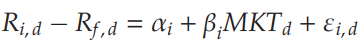 R_{i,d} − R_{f,d} = α_i + β_i MKT_d + ε_{i,d}